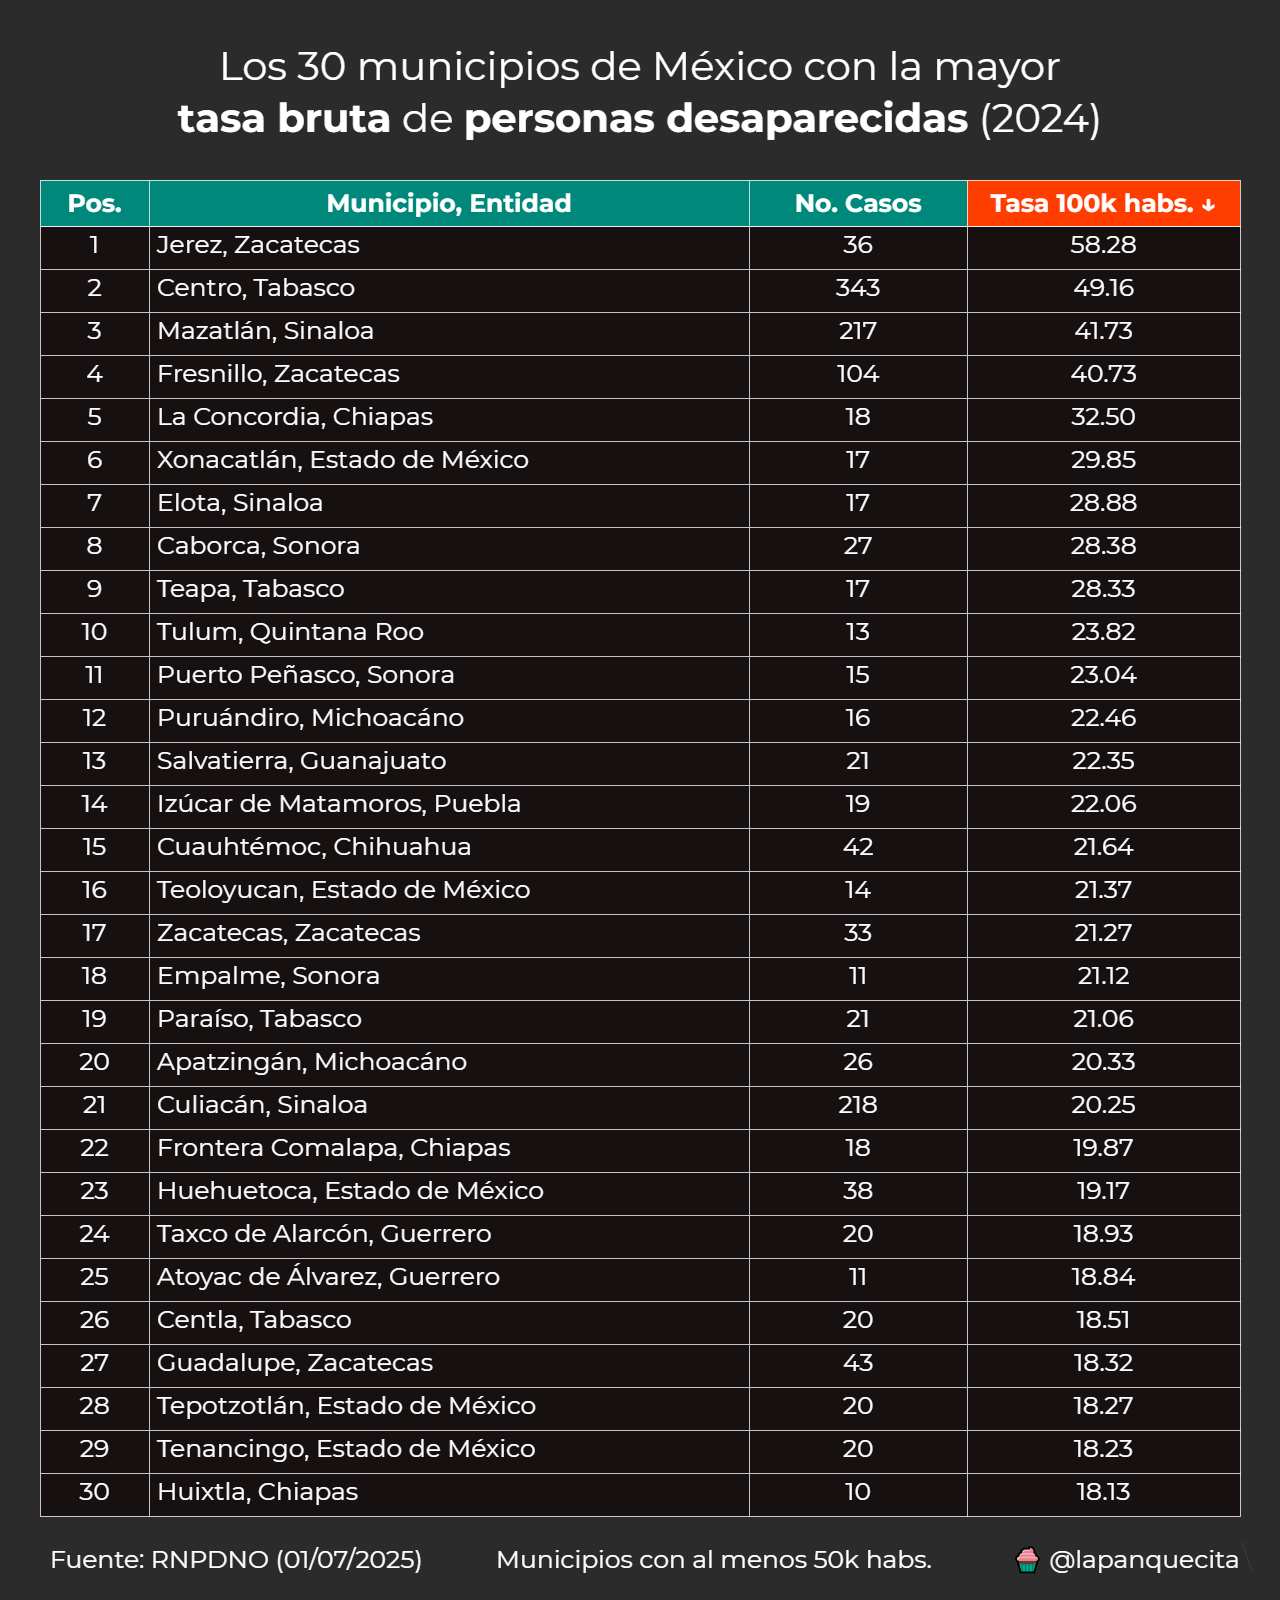 Los 30 municipios de México con la mayor
tasa bruta de personas desaparecidas (2024)
Pos. Municipio, Entidad No. Casos Tasa 100k habs. ↓
1 Jerez, Zacatecas 36 58.28
2 Centro, Tabasco 343 49.16
3 Mazatlán, Sinaloa 217 41.73
4 Fresnillo, Zacatecas 104 40.73
5 La Concordia, Chiapas 18 32.50
6 Xonacatlán, Estado de México 17 29.85
7 Elota, Sinaloa 17 28.88
8 Caborca, Sonora 27 28.38
9 Teapa, Tabasco 17 28.33
10 Tulum, Quintana Roo 13 23.82
11 Puerto Peñasco, Sonora 15 23.04
12 Puruándiro, Michoacáno 16 22.46
13 Salvatierra, Guanajuato 21 22.35
14 Izúcar de Matamoros, Puebla 19 22.06
15 Cuauhtémoc, Chihuahua 42 21.64
16 Teoloyucan, Estado de México 14 21.37
17 Zacatecas, Zacatecas 33 21.27
18 Empalme, Sonora 11 21.12
19 Paraíso, Tabasco 21 21.06
20 Apatzingán, Michoacáno 26 20.33
21 Culiacán, Sinaloa 218 20.25
22 Frontera Comalapa, Chiapas 18 19.87
23 Huehuetoca, Estado de México 38 19.17
24 Taxco de Alarcón, Guerrero 20 18.93
25 Atoyac de Álvarez, Guerrero 11 18.84
26 Centla, Tabasco 20 18.51
27 Guadalupe, Zacatecas 43 18.32
28 Tepotzotlán, Estado de México 20 18.27
29 Tenancingo, Estado de México 20 18.23
30 Huixtla, Chiapas 10 18.13
Fuente: RNPDNO (01/07/2025) Municipios con al menos 50k habs. @lapanquecita